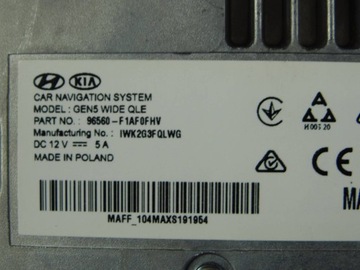 KIA
CAR NAVIGATION SYSTEM
MODEL : GEN5 WIDE QLE
PART NO. : 96560-F1AF0FHV
Manufacturing No. : IWK2G3FQLWG
DC 12 V ⎓ 5 A
MADE IN POLAND
CE
MAFF_104MAXS191954